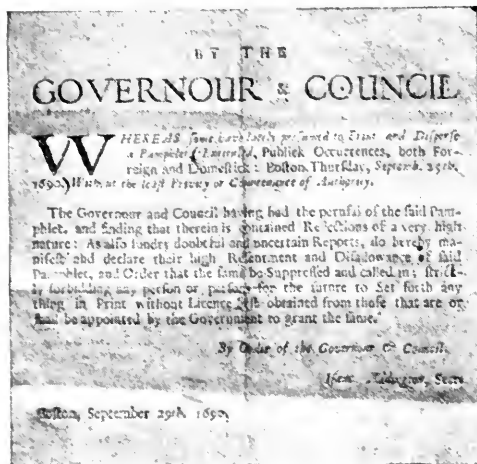 BY THE
GOVERNOUR & COUNCIL
WHEREAS some have lately presumed to Print and Disperse
a Pamphlet, Entituled, Publick Occurrences, both For-
reign and Domestick: Boston, Thursday, Septemb. 25th.
1690. Without the least Privity or Countenance of Authority.
The Governour and Council having had the perusal of the said Pam-
phlet, and finding that therein is contained Reflections of a very high
nature: As also sundry doubtful and uncertain Reports, do hereby ma-
nifest and declare their high Resentment and Disallowance of said
Pamphlet, and Order that the same be Suppressed and called in; strict-
ly forbidding any person or persons for the future to Set forth any
thing in Print without Licence first obtained from those that are or
shall be appointed by the Government to grant the same.
By Order of the Governour & Council.
Isaac Addington, Secre
Boston, September 29th. 1690.